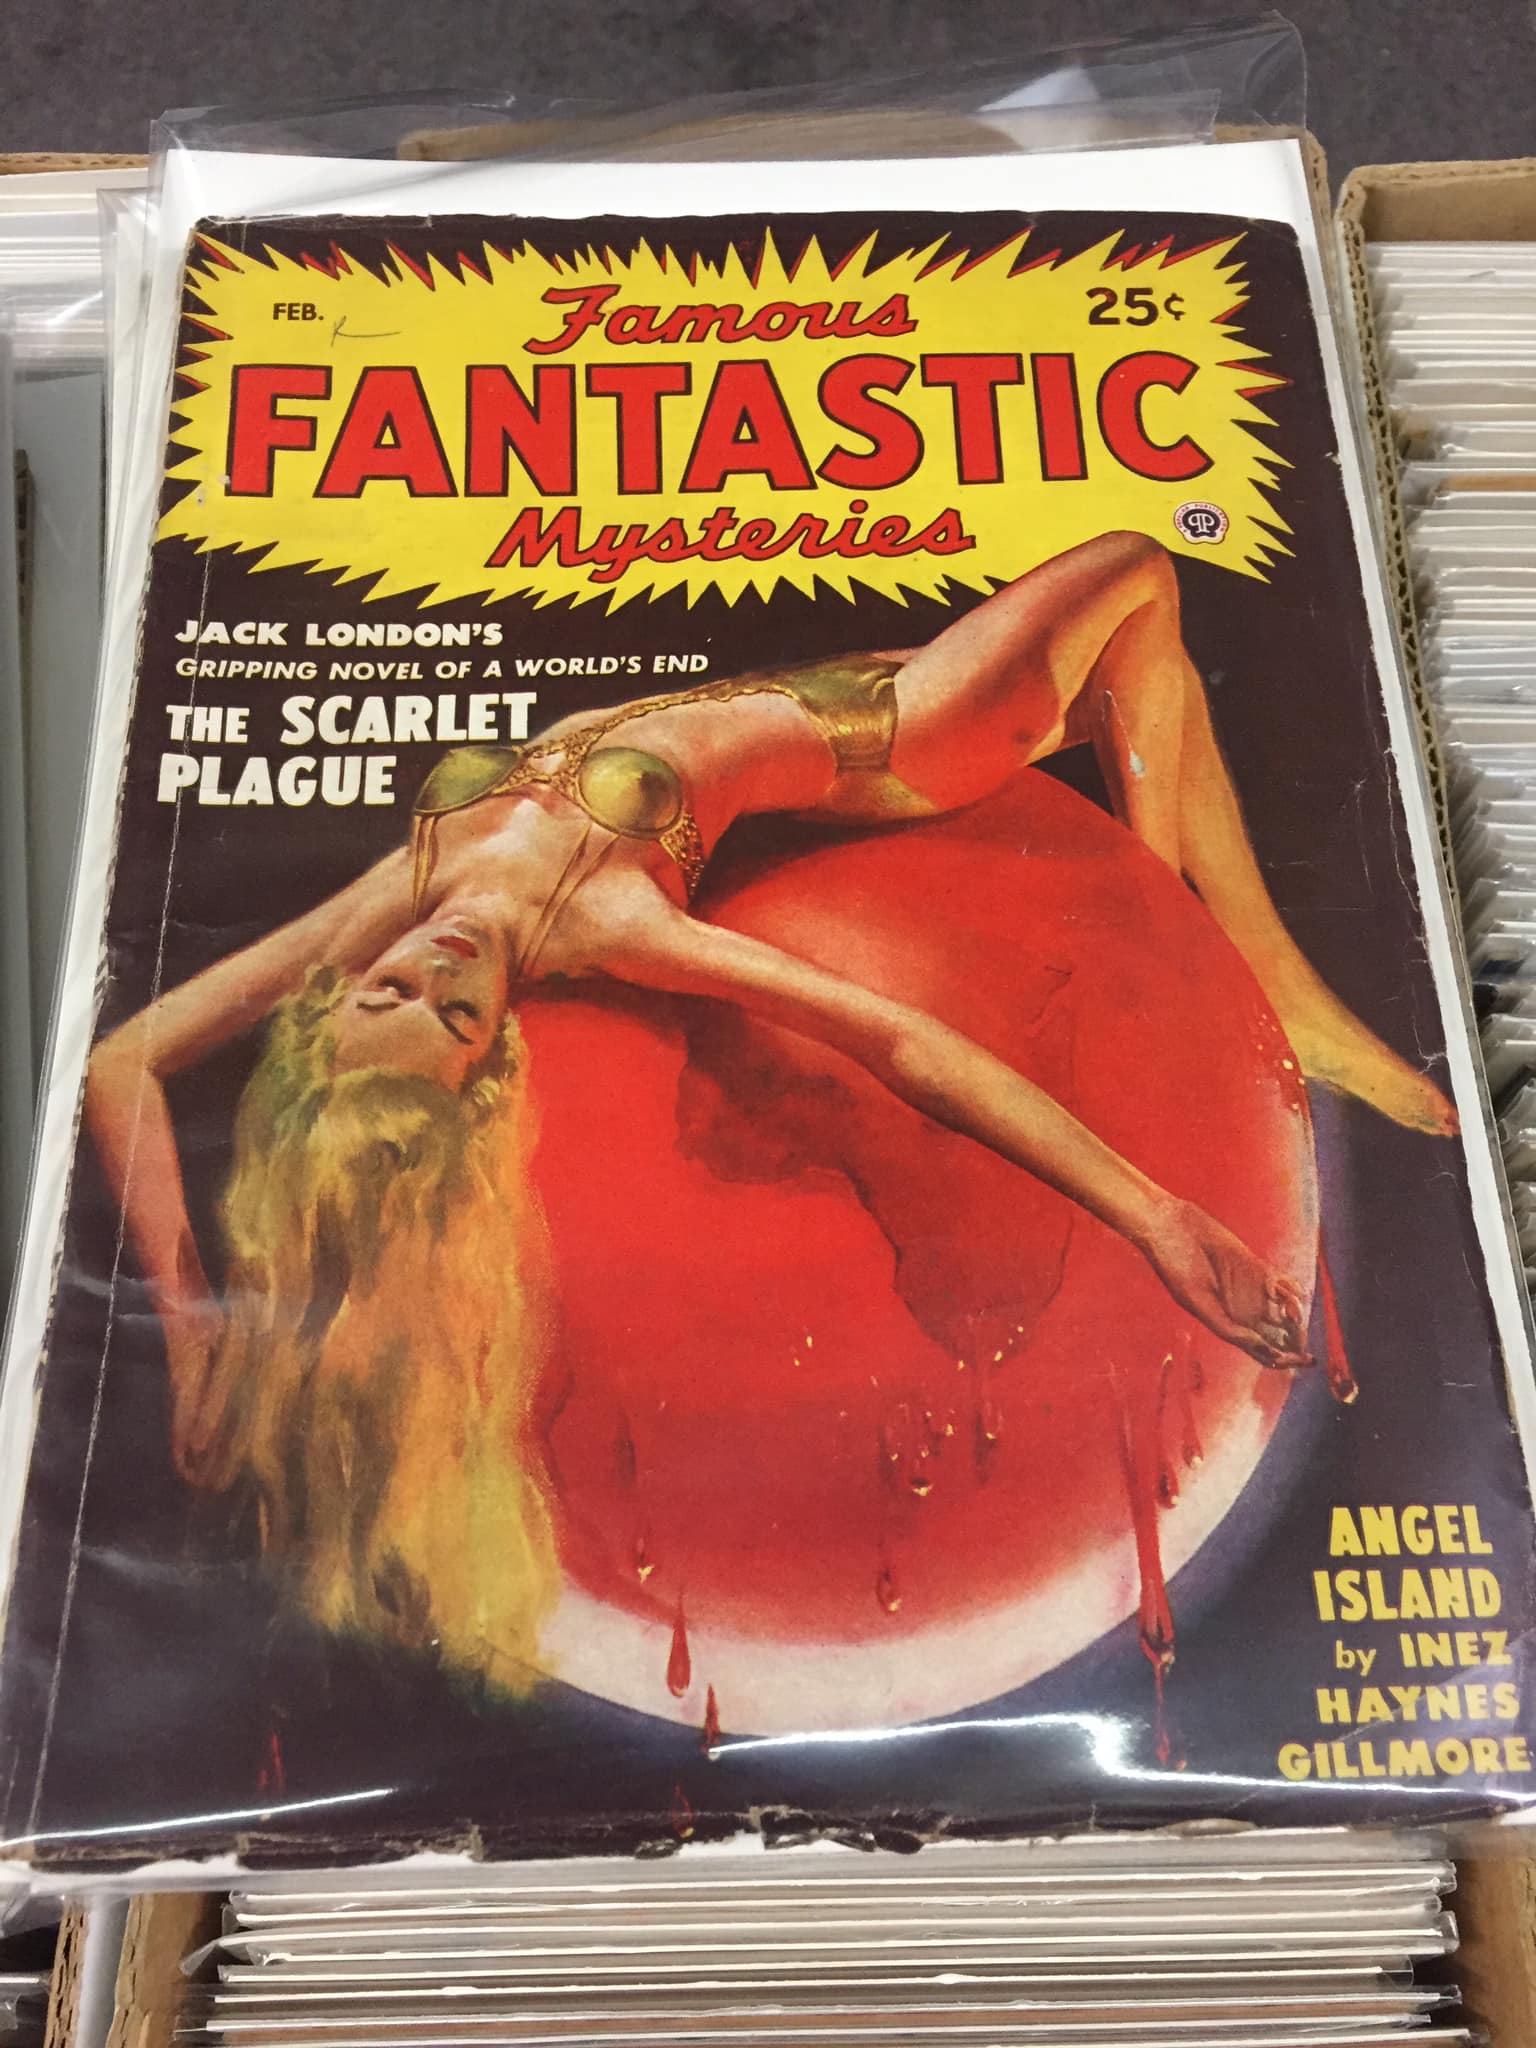 FEB.
25¢
Famous
FANTASTIC
Mysteries
JACK LONDON'S
GRIPPING NOVEL OF A WORLD'S END
THE SCARLET
PLAGUE
ANGEL
ISLAND
by INEZ
HAYNES
GILLMORE